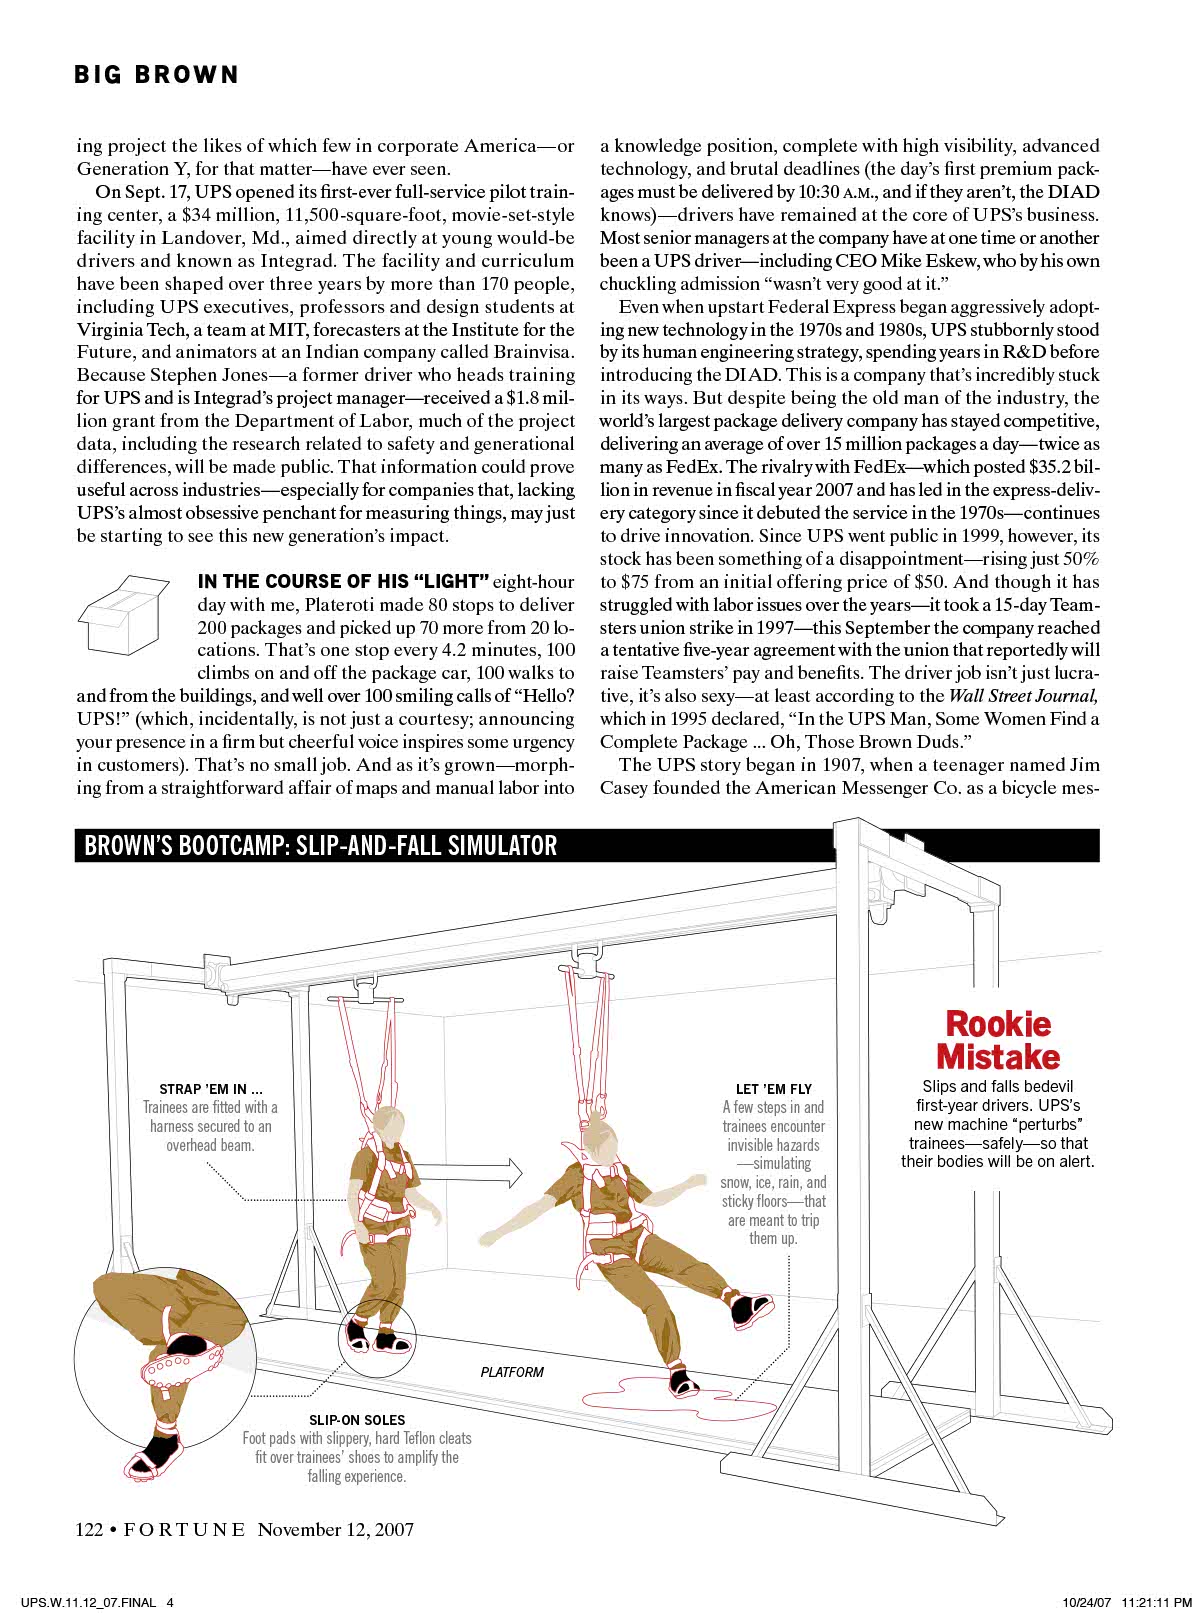 BIG BROWN
ing project the likes of which few in corporate America—or
Generation Y, for that matter—have ever seen.
On Sept. 17, UPS opened its first-ever full-service pilot train-
ing center, a $34 million, 11,500-square-foot, movie-set-style
facility in Landover, Md., aimed directly at young would-be
drivers and known as Integrad. The facility and curriculum
have been shaped over three years by more than 170 people,
including UPS executives, professors and design students at
Virginia Tech, a team at MIT, forecasters at the Institute for the
Future, and animators at an Indian company called Brainvisa.
Because Stephen Jones—a former driver who heads training
for UPS and is Integrad's project manager—received a $1.8 mil-
lion grant from the Department of Labor, much of the project
data, including the research related to safety and generational
differences, will be made public. That information could prove
useful across industries—especially for companies that, lacking
UPS's almost obsessive penchant for measuring things, may just
be starting to see this new generation's impact.
IN THE COURSE OF HIS “LIGHT” eight-hour
day with me, Plateroti made 80 stops to deliver
200 packages and picked up 70 more from 20 lo-
cations. That's one stop every 4.2 minutes, 100
climbs on and off the package car, 100 walks to
and from the buildings, and well over 100 smiling calls of “Hello?
UPS!” (which, incidentally, is not just a courtesy; announcing
your presence in a firm but cheerful voice inspires some urgency
in customers). That's no small job. And as it's grown—morph-
ing from a straightforward affair of maps and manual labor into
a knowledge position, complete with high visibility, advanced
technology, and brutal deadlines (the day's first premium pack-
ages must be delivered by 10:30 A.M., and if they aren't, the DIAD
knows)—drivers have remained at the core of UPS's business.
Most senior managers at the company have at one time or another
been a UPS driver—including CEO Mike Eskew, who by his own
chuckling admission “wasn't very good at it.”
Even when upstart Federal Express began aggressively adopt-
ing new technology in the 1970s and 1980s, UPS stubbornly stood
by its human engineering strategy, spending years in R&D before
introducing the DIAD. This is a company that's incredibly stuck
in its ways. But despite being the old man of the industry, the
world's largest package delivery company has stayed competitive,
delivering an average of over 15 million packages a day—twice as
many as FedEx. The rivalry with FedEx—which posted $35.2 bil-
lion in revenue in fiscal year 2007 and has led in the express-deliv-
ery category since it debuted the service in the 1970s—continues
to drive innovation. Since UPS went public in 1999, however, its
stock has been something of a disappointment—rising just 50%
to $75 from an initial offering price of $50. And though it has
struggled with labor issues over the years—it took a 15-day Team-
sters union strike in 1997—this September the company reached
a tentative five-year agreement with the union that reportedly will
raise Teamsters' pay and benefits. The driver job isn't just lucra-
tive, it's also sexy—at least according to the Wall Street Journal,
which in 1995 declared, “In the UPS Man, Some Women Find a
Complete Package ... Oh, Those Brown Duds.”
The UPS story began in 1907, when a teenager named Jim
Casey founded the American Messenger Co. as a bicycle mes-
BROWN'S BOOTCAMP: SLIP-AND-FALL SIMULATOR
STRAP 'EM IN ...
Trainees are fitted with a
harness secured to an
overhead beam.
LET 'EM FLY
A few steps in and
trainees encounter
invisible hazards
—simulating
snow, ice, rain, and
sticky floors—that
are meant to trip
them up.
Rookie
Mistake
Slips and falls bedevil
first-year drivers. UPS's
new machine “perturbs”
trainees—safely—so that
their bodies will be on alert.
PLATFORM
SLIP-ON SOLES
Foot pads with slippery, hard Teflon cleats
fit over trainees' shoes to amplify the
falling experience.
122 • FORTUNE November 12, 2007
UPS.W.11.12_07.FINAL 4
10/24/07 11:21:11 PM